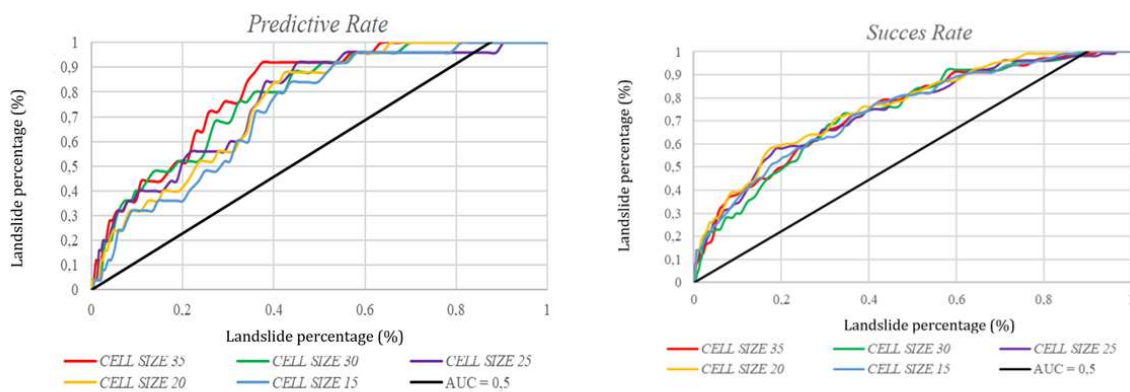 Predictive Rate
Landslide percentage (%)
1
0,9
0,8
0,7
0,6
0,5
0,4
0,3
0,2
0,1
0
0 0.2 0.4 0.6 0.8 1
Landslide percentage (%)
CELL SIZE 35 CELL SIZE 30 CELL SIZE 25
CELL SIZE 20 CELL SIZE 15 AUC = 0,5
Succes Rate
Landslide percentage (%)
1
0,9
0,8
0,7
0,6
0,5
0,4
0,3
0,2
0,1
0
0 0.2 0.4 0.6 0.8 1
Landslide percentage (%)
CELL SIZE 35 CELL SIZE 30 CELL SIZE 25
CELL SIZE 20 CELL SIZE 15 AUC = 0,5